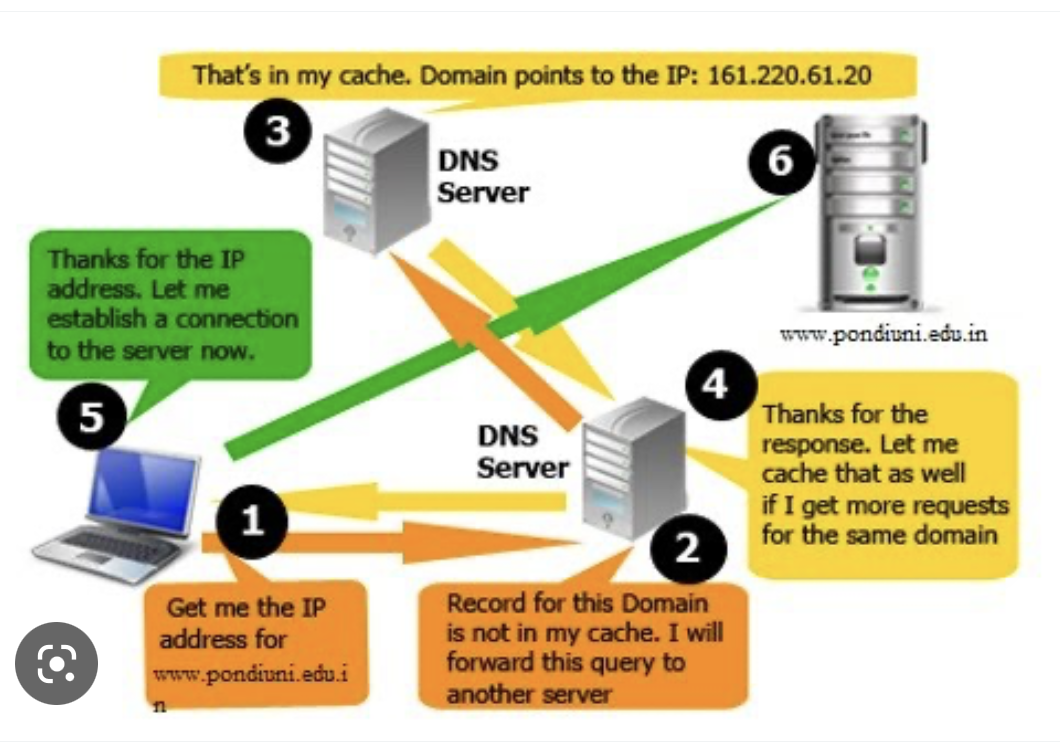 That's in my cache. Domain points to the IP: 161.220.61.20
3
DNS
Server
6
www.pondiuni.edu.in
Thanks for the IP
address. Let me
establish a connection
to the server now.
5
4
Thanks for the
response. Let me
cache that as well
if I get more requests
for the same domain
DNS
Server
1
2
Get me the IP
address for
www.pondiuni.edu.i
n
Record for this Domain
is not in my cache. I will
forward this query to
another server